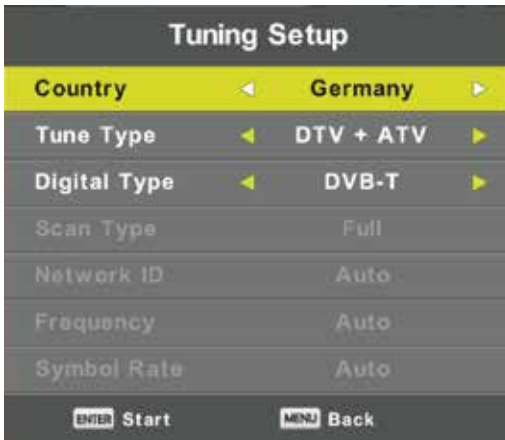 Tuning Setup
Country Germany
Tune Type DTV + ATV
Digital Type DVB-T
Scan Type Full
Network ID Auto
Frequency Auto
Symbol Rate Auto
ENTER Start MENU Back